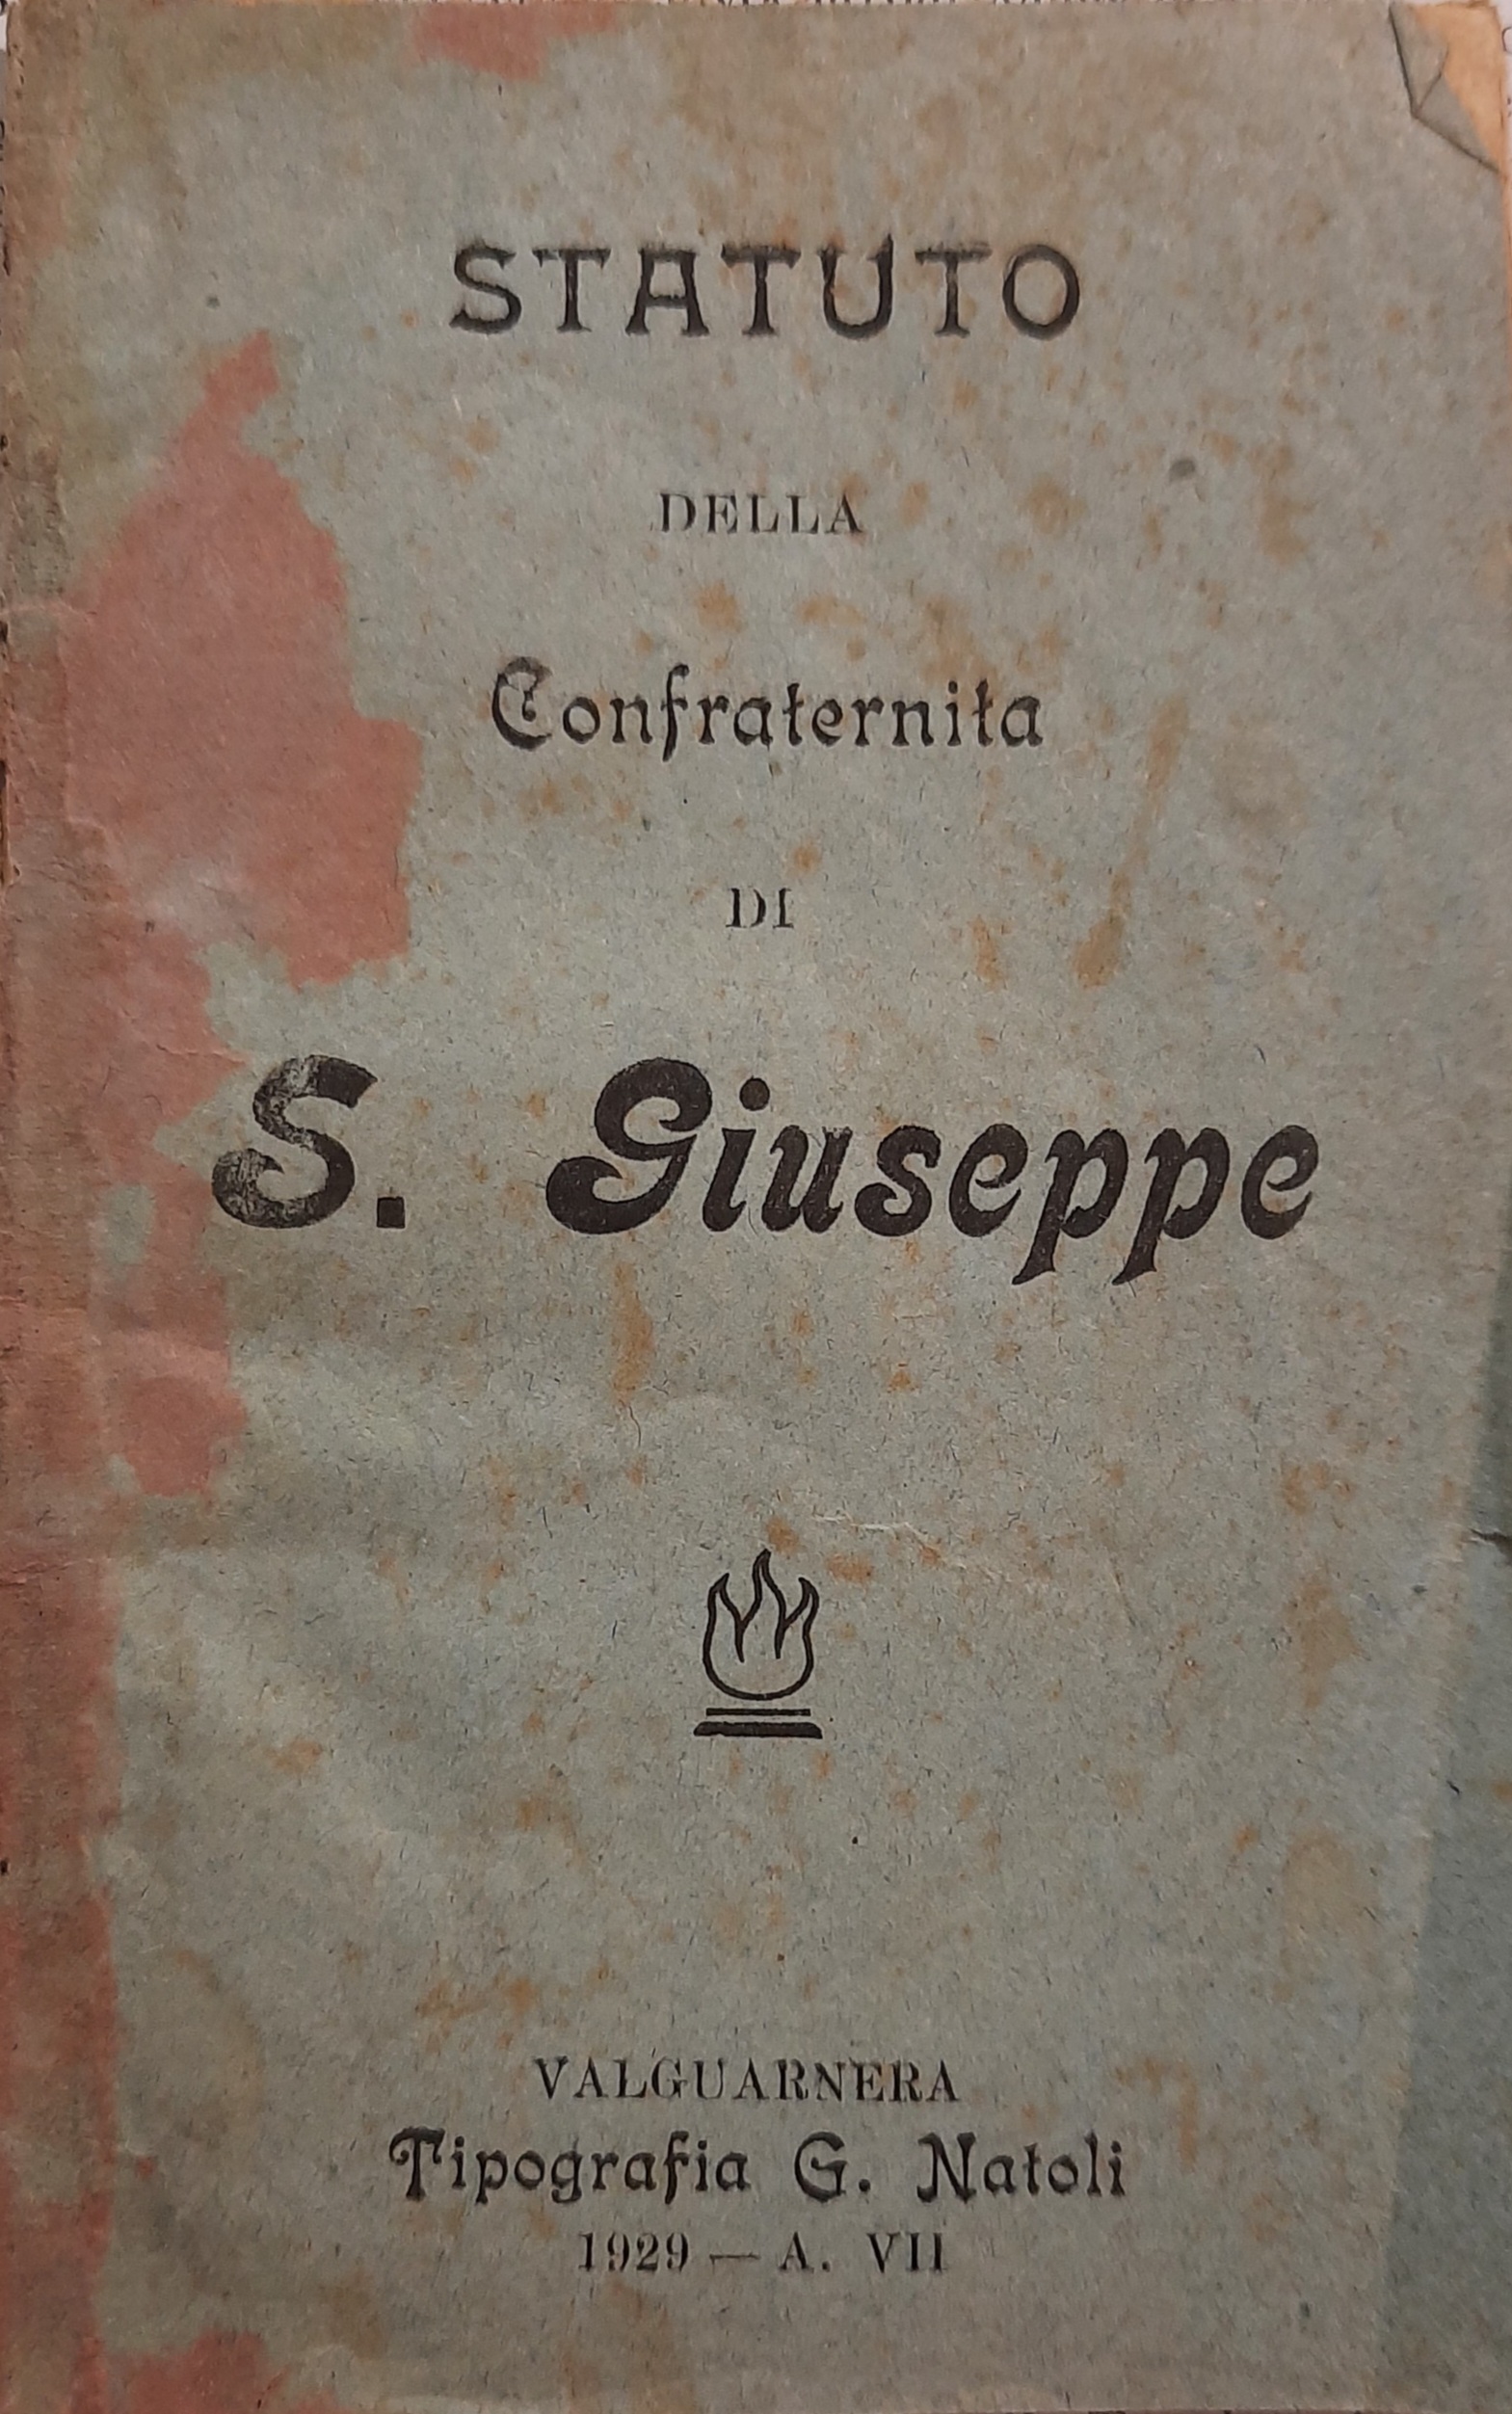 STATUTO
DELLA
Confraternita
DI
S. Giuseppe
VALGUARNERA
Tipografia G. Natoli
1929 — A. VII